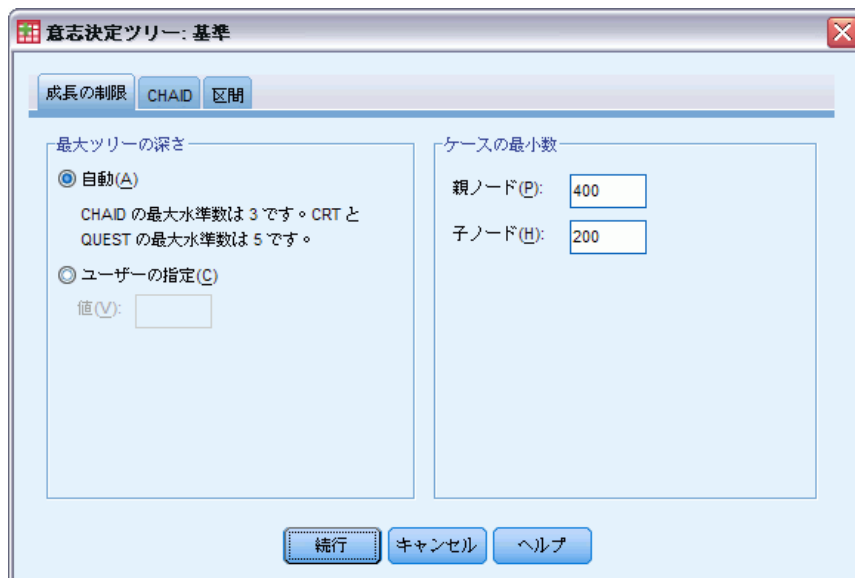 意志決定ツリー: 基準
成長の制限 CHAID 区間
最大ツリーの深さ
自動(A)
CHAID の最大水準数は 3 です。CRT と
QUEST の最大水準数は 5 です。
ユーザーの指定(C)
値(V):
ケースの最小数
親ノード(P): 400
子ノード(H): 200
続行 キャンセル ヘルプ